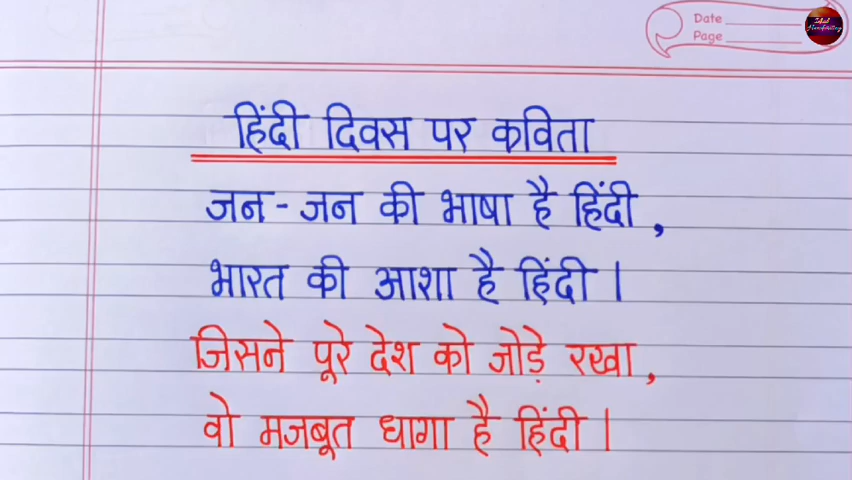 Date
Page
हिंदी दिवस पर कविता
जन-जन की भाषा है हिंदी,
भारत की आशा है हिंदी।
जिसने पूरे देश को जोड़े रखा,
वो मजबूत धागा है हिंदी।